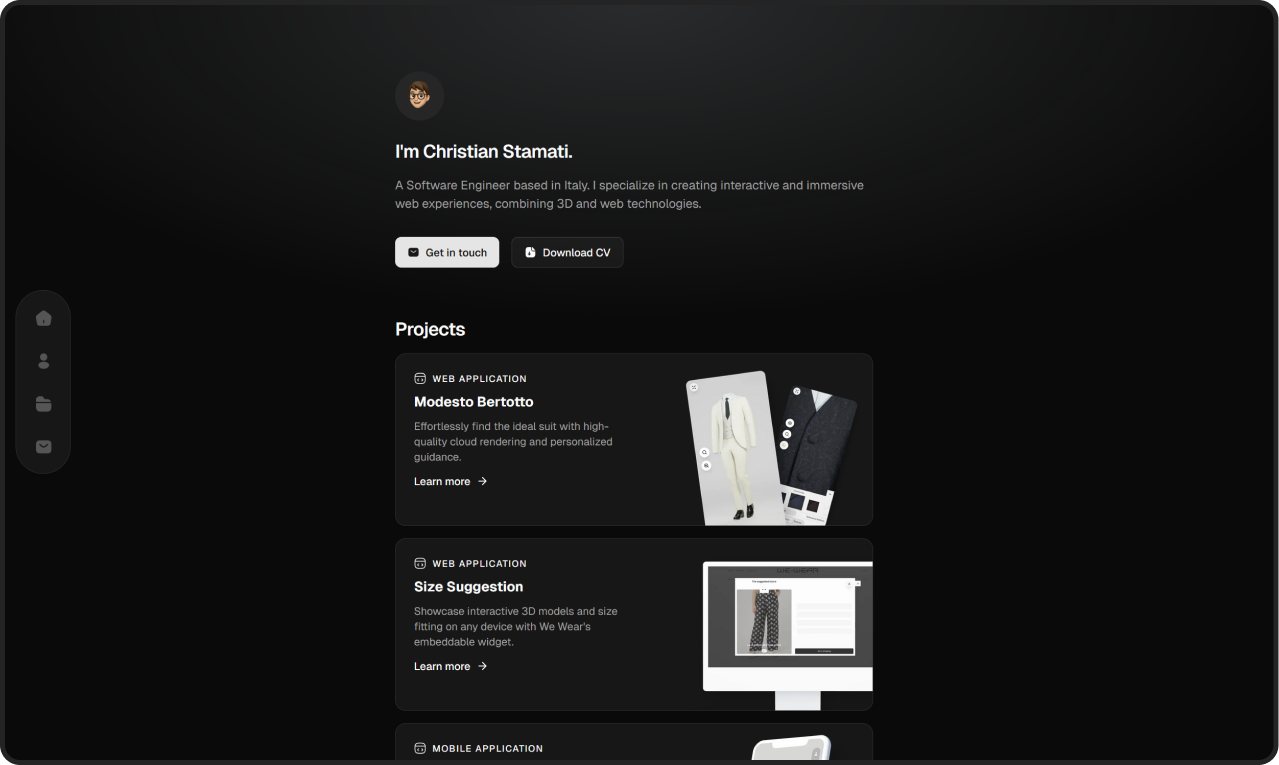 I'm Christian Stamati.
A Software Engineer based in Italy. I specialize in creating interactive and immersive
web experiences, combining 3D and web technologies.
Get in touch
Download CV
Projects
WEB APPLICATION
Modesto Bertotto
Effortlessly find the ideal suit with high-
quality cloud rendering and personalized
guidance.
Learn more
WEB APPLICATION
Size Suggestion
Showcase interactive 3D models and size
fitting on any device with We Wear's
embeddable widget.
Learn more
WE-WEAR
MOBILE APPLICATION